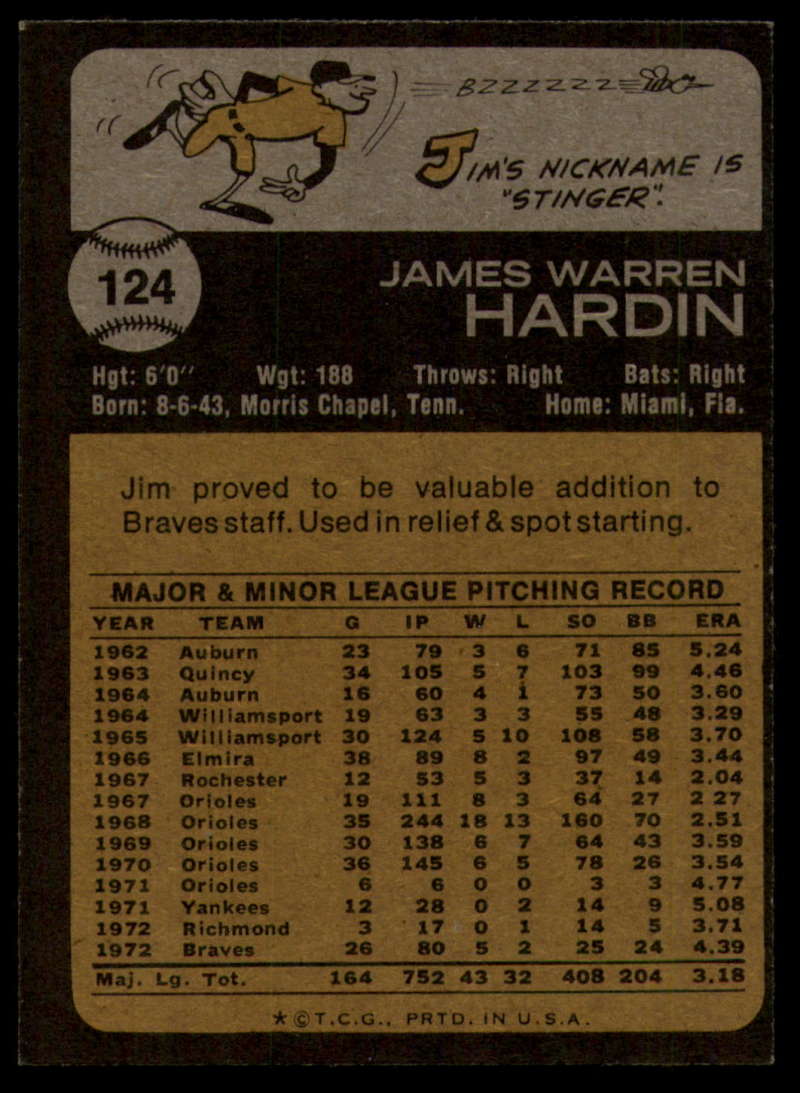 BZZZZZZZ
JIM'S NICKNAME IS
"STINGER".
124
JAMES WARREN
HARDIN
Hgt: 6'0" Wgt: 188 Throws: Right Bats: Right
Born: 8-6-43, Morris Chapel, Tenn. Home: Miami, Fla.
Jim proved to be valuable addition to
Braves staff. Used in relief & spot starting.
MAJOR & MINOR LEAGUE PITCHING RECORD
YEAR TEAM G IP W L SO BB ERA
1962 Auburn 23 79 3 6 71 85 5.24
1963 Quincy 34 105 5 7 103 99 4.46
1964 Auburn 16 60 4 1 73 50 3.60
1964 Williamsport 19 63 3 3 55 48 3.29
1965 Williamsport 30 124 5 10 108 58 3.70
1966 Elmira 38 89 8 2 97 49 3.44
1967 Rochester 12 53 5 3 37 14 2.04
1967 Orioles 19 111 8 3 64 27 2 27
1968 Orioles 35 244 18 13 160 70 2.51
1969 Orioles 30 138 6 7 64 43 3.59
1970 Orioles 36 145 6 5 78 26 3.54
1971 Orioles 6 6 0 0 3 3 4.77
1971 Yankees 12 28 0 2 14 9 5.08
1972 Richmond 3 17 0 1 14 5 3.71
1972 Braves 26 80 5 2 25 24 4.39
Maj. Lg. Tot. 164 752 43 32 408 204 3.18
★ © T.C.G., PRTD. IN U.S.A.